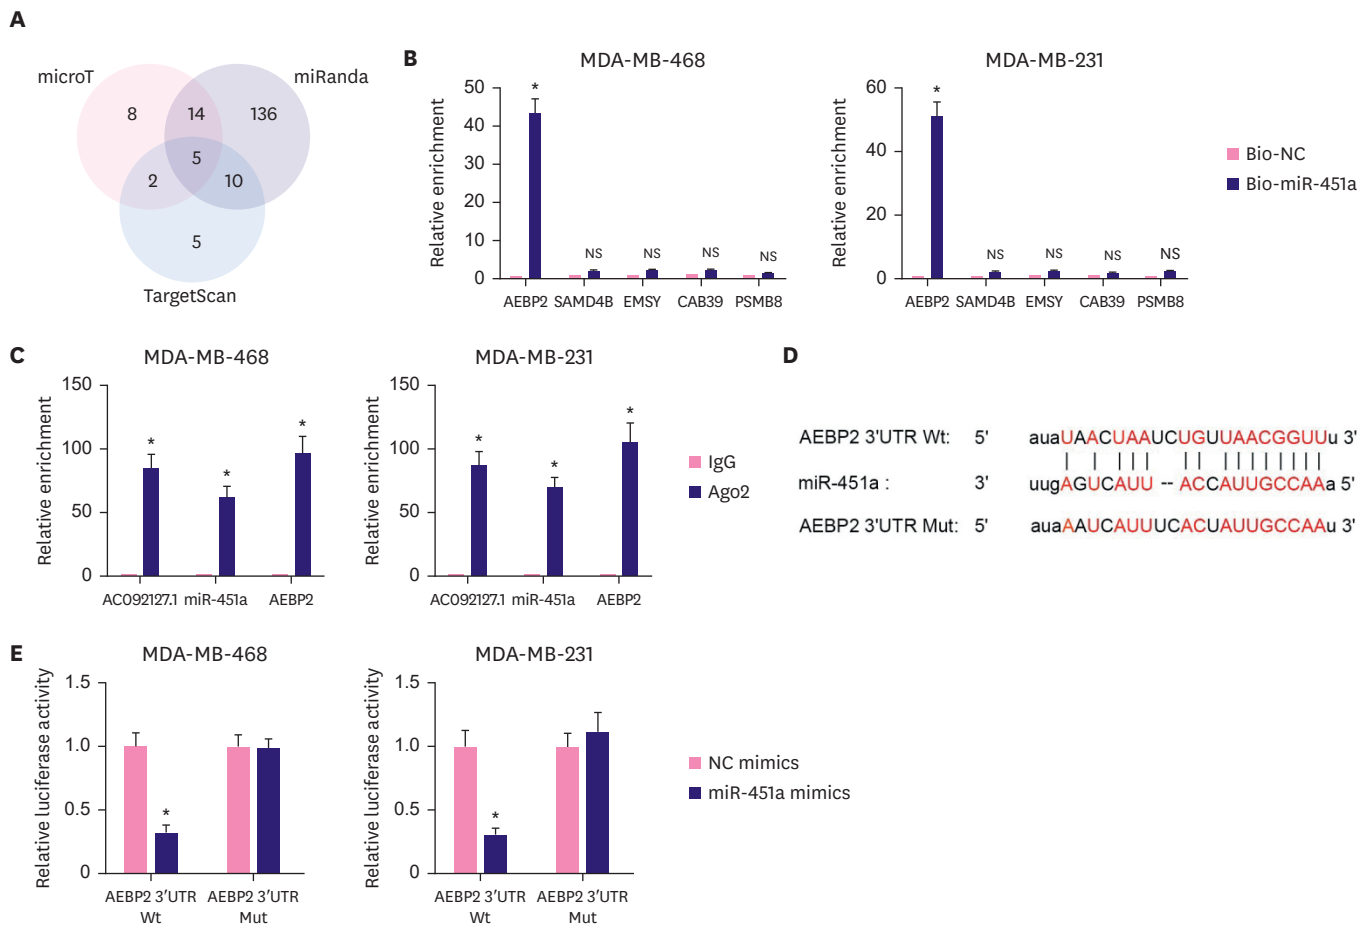 A
microT
miRanda
8
14
136
5
2
10
5
TargetScan
B
MDA-MB-468
Relative enrichment
50
40
30
20
10
0
*
NS
NS
NS
NS
AEBP2 SAMD4B EMSY CAB39 PSMB8
MDA-MB-231
Relative enrichment
60
40
20
0
*
NS
NS
NS
NS
AEBP2 SAMD4B EMSY CAB39 PSMB8
Bio-NC
Bio-miR-451a
C
MDA-MB-468
Relative enrichment
150
100
50
0
*
*
*
AC092127.1 miR-451a AEBP2
MDA-MB-231
Relative enrichment
150
100
50
0
*
*
*
AC092127.1 miR-451a AEBP2
IgG
Ago2
D
AEBP2 3'UTR Wt: 5' auaUAACUAAUCUGUUAACGGUUu 3'
miR-451a : 3' uugAGUCAUU -- ACCAUUGCCAAa 5'
AEBP2 3'UTR Mut: 5' auaAAUCAUUUCACUAUUGCCAAu 3'
E
MDA-MB-468
Relative luciferase activity
1.5
1.0
0.5
0
*
AEBP2 3'UTR AEBP2 3'UTR
Wt Mut
MDA-MB-231
Relative luciferase activity
1.5
1.0
0.5
0
*
AEBP2 3'UTR AEBP2 3'UTR
Wt Mut
NC mimics
miR-451a mimics